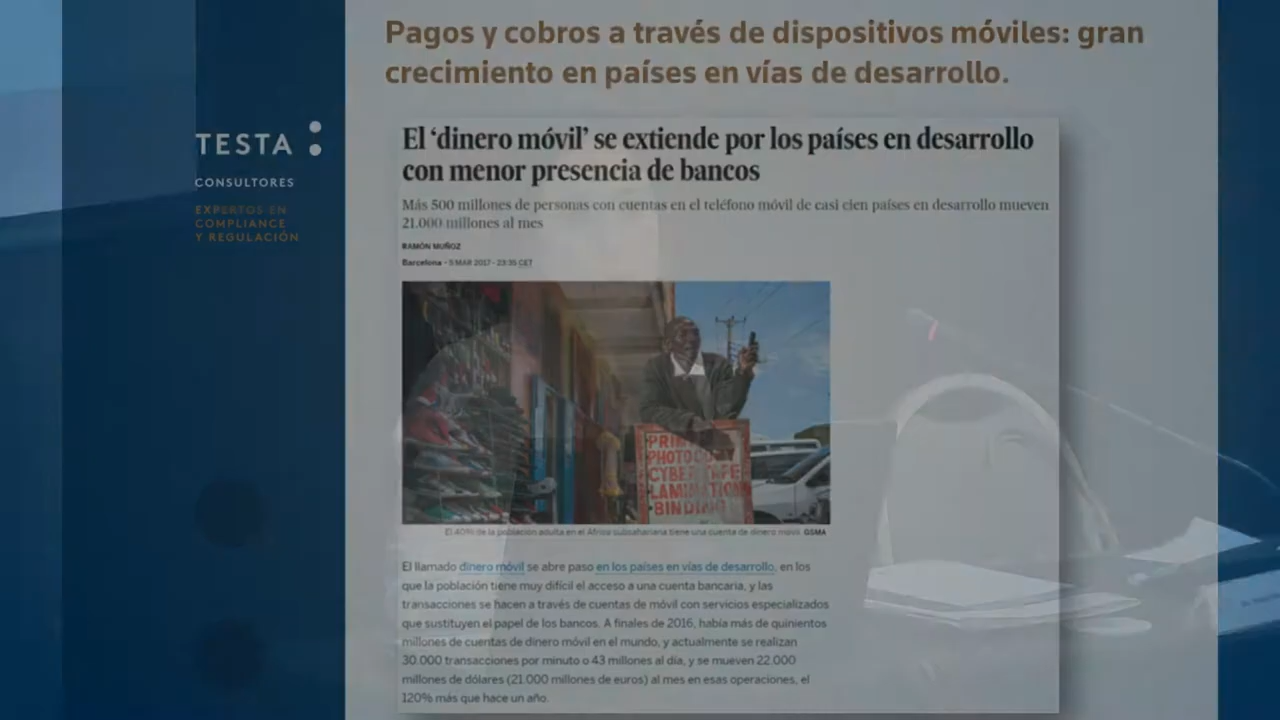 Pagos y cobros a través de dispositivos móviles: gran
crecimiento en países en vías de desarrollo.
TESTA :
CONSULTORES
EXPERTOS EN
COMPLIANCE
Y REGULACIÓN
El ‘dinero móvil’ se extiende por los países en desarrollo
con menor presencia de bancos
Más 500 millones de personas con cuentas en el teléfono móvil de casi cien países en desarrollo mueven
21.000 millones al mes
RAMÓN MUÑOZ
Barcelona - 5 MAR 2017 - 23:35 CET
PRIN
PHOTOCOPY
CYBER CAFE
LAMINATION
•BINDING
El 40% de la población adulta en el África subsahariana tiene una cuenta de dinero móvil GSMA
El llamado dinero móvil se abre paso en los países en vías de desarrollo, en los
que la población tiene muy difícil el acceso a una cuenta bancaria, y las
transacciones se hacen a través de cuentas de móvil con servicios especializados
que sustituyen el papel de los bancos. A finales de 2016, había más de quinientos
millones de cuentas de dinero móvil en el mundo, y actualmente se realizan
30.000 transacciones por minuto o 43 millones al día, y se mueven 22.000
millones de dólares (21.000 millones de euros) al mes en esas operaciones, el
120% más que hace un año.